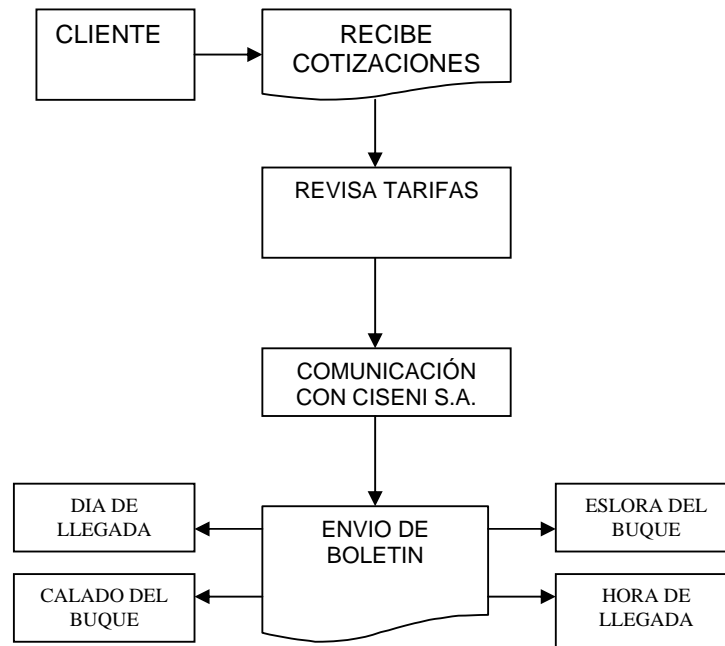 CLIENTE
RECIBE
COTIZACIONES
REVISA TARIFAS
COMUNICACIÓN
CON CISENI S.A.
DIA DE
LLEGADA
ENVIO DE
BOLETIN
ESLORA DEL
BUQUE
CALADO DEL
BUQUE
HORA DE
LLEGADA